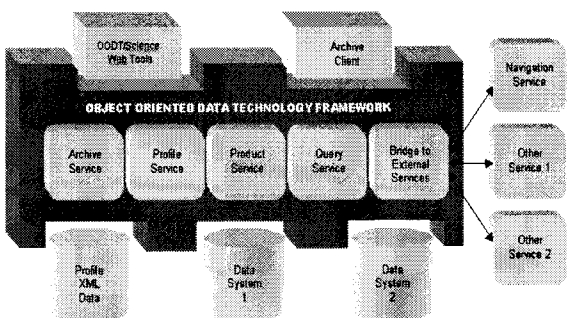 OODT/Science
Web Tools
Archive
Client
Navigation
Service
OBJECT ORIENTED DATA TECHNOLOGY FRAMEWORK
Archive
Service
Profile
Service
Product
Service
Query
Service
Bridge to
External
Services
Other
Service 1
Other
Service 2
Profile
XML
Data
Data
System
1
Data
System
2